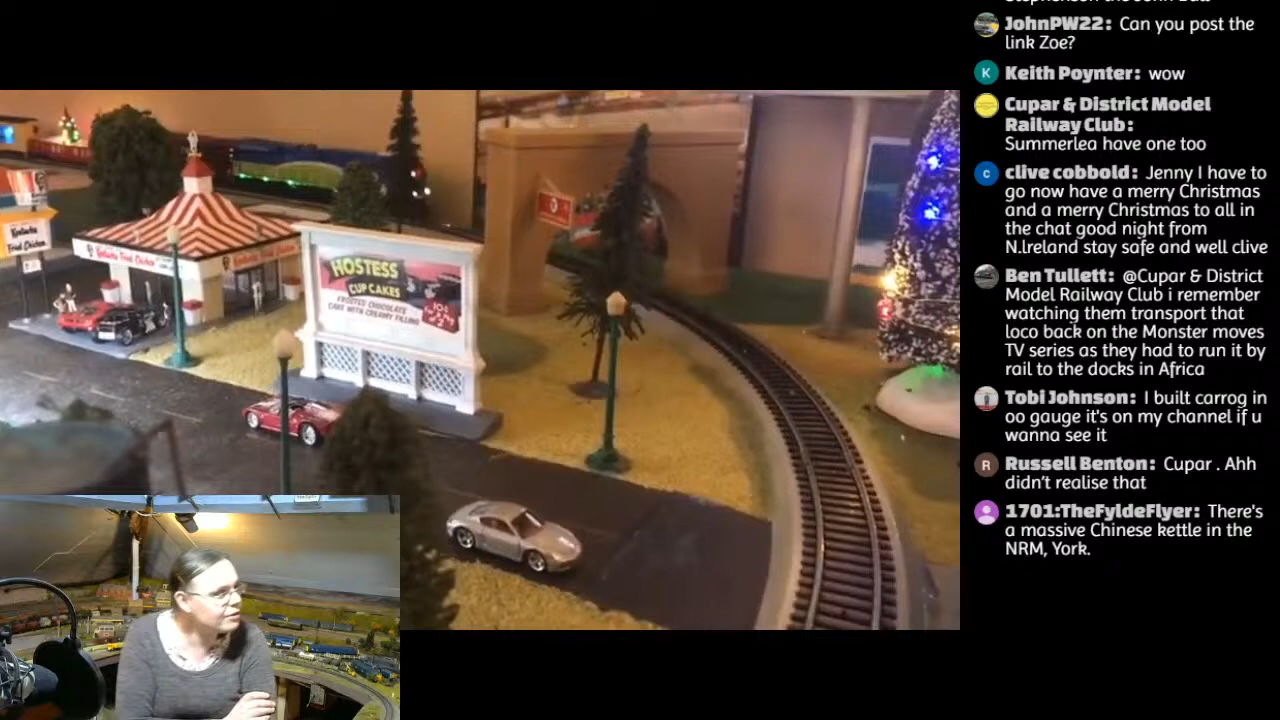 JohnPW22: Can you post the
link Zoe?
Keith Poynter: wow
Cupar & District Model
Railway Club:
Summerlea have one too
clive cobbold: Jenny I have to
go now have a merry Christmas
and a merry Christmas to all in
the chat good night from
N.Ireland stay safe and well clive
Ben Tullett: @Cupar & District
Model Railway Club i remember
watching them transport that
loco back on the Monster moves
TV series as they had to run it by
rail to the docks in Africa
Tobi Johnson: I built carrog in
oo gauge it's on my channel if u
wanna see it
Russell Benton: Cupar . Ahh
didn't realise that
1701:TheFyldeFlyer: There's
a massive Chinese kettle in the
NRM, York.
Kentucky
Fried Chicken
Kentucky Fried Chicken
HOSTESS
CUP CAKES
FROSTED CHOCOLATE
CAKE WITH CREAMY FILLING